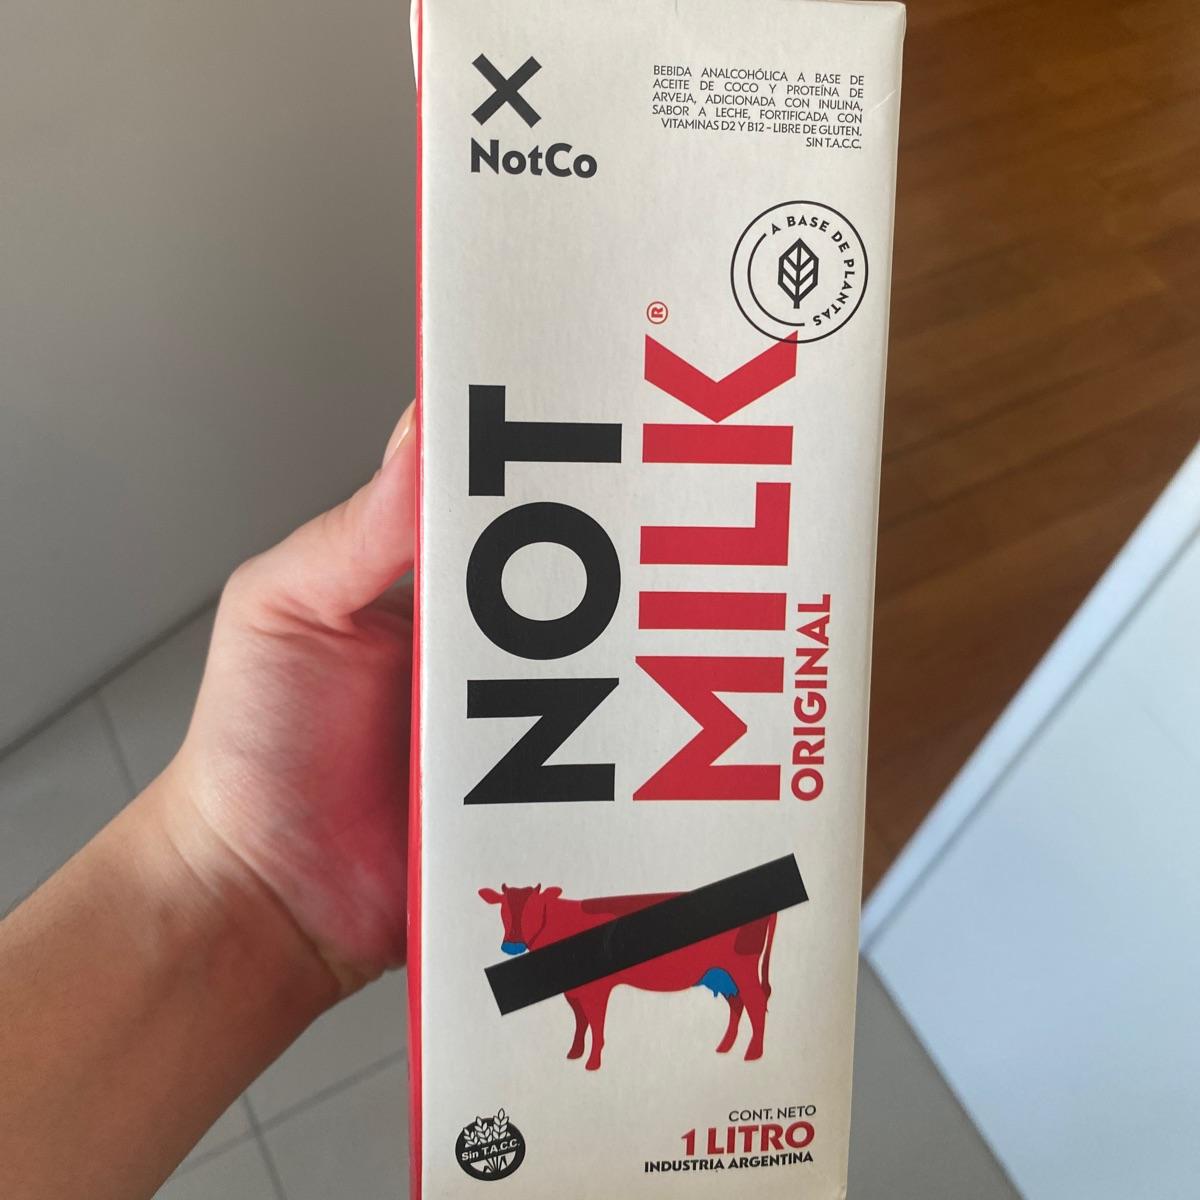 NotCo
BEBIDA ANALCOHÓLICA A BASE DE
ACEITE DE COCO Y PROTEÍNA DE
ARVEJA, ADICIONADA CON INULINA,
SABOR A LECHE, FORTIFICADA CON
VITAMINAS D2 Y B12 - LIBRE DE GLUTEN.
SIN T.A.C.C.
A BASE DE PLANTAS
NOT
MILK®
ORIGINAL
Sin T.A.C.C.
CONT. NETO
1 LITRO
INDUSTRIA ARGENTINA